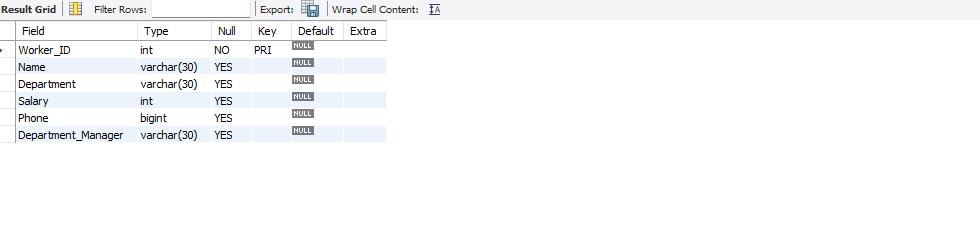 Result Grid Filter Rows: Export: Wrap Cell Content: IA
Field Type Null Key Default Extra
Worker_ID int NO PRI NULL
Name varchar(30) YES NULL
Department varchar(30) YES NULL
Salary int YES NULL
Phone bigint YES NULL
Department_Manager varchar(30) YES NULL